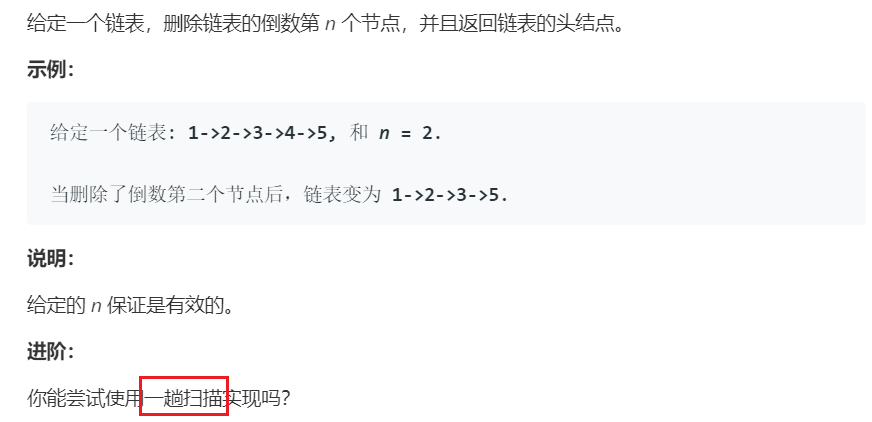 给定一个链表，删除链表的倒数第 n 个节点，并且返回链表的头结点。
示例：
给定一个链表: 1->2->3->4->5, 和 n = 2.
当删除了倒数第二个节点后，链表变为 1->2->3->5.
说明：
给定的 n 保证是有效的。
进阶：
你能尝试使用一趟扫描实现吗？